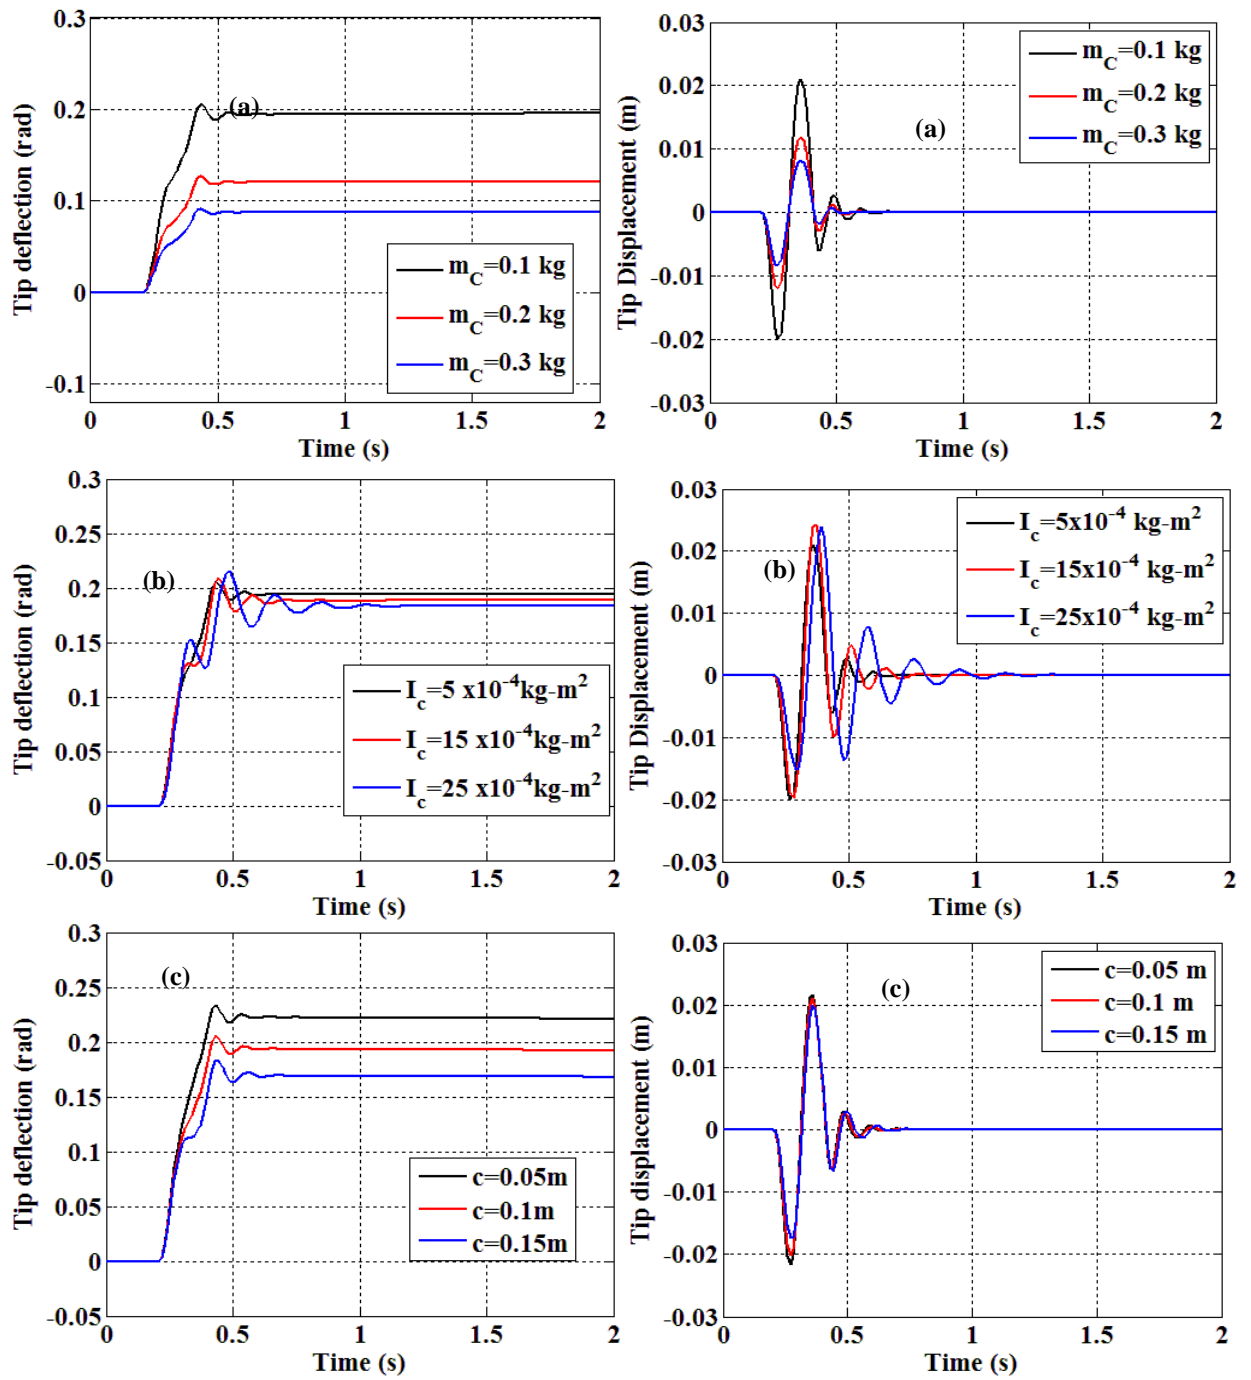 0.3
0.2
0.1
0
-0.1
Tip deflection (rad)
(a)
m_C=0.1 kg
m_C=0.2 kg
m_C=0.3 kg
0 0.5 1 1.5 2
Time (s)
0.03
0.02
0.01
0
-0.01
-0.02
-0.03
Tip Displacement (m)
(a)
m_C=0.1 kg
m_C=0.2 kg
m_C=0.3 kg
0 0.5 1 1.5 2
Time (s)
0.3
0.25
0.2
0.15
0.1
0.05
0
-0.05
Tip deflection (rad)
(b)
I_c=5 x10^-4kg-m^2
I_c=15 x10^-4kg-m^2
I_c=25 x10^-4kg-m^2
0 0.5 1 1.5 2
Time (s)
0.03
0.02
0.01
0
-0.01
-0.02
-0.03
Tip Displacement (m)
(b)
I_c=5x10^-4 kg-m^2
I_c=15x10^-4 kg-m^2
I_c=25x10^-4 kg-m^2
0 0.5 1 1.5 2
Time (s)
0.3
0.25
0.2
0.15
0.1
0.05
0
-0.05
Tip deflection (rad)
(c)
c=0.05m
c=0.1m
c=0.15m
0 0.5 1 1.5 2
Time (s)
0.03
0.02
0.01
0
-0.01
-0.02
-0.03
Tip displacement (m)
(c)
c=0.05 m
c=0.1 m
c=0.15 m
0 0.5 1 1.5 2
Time (s)